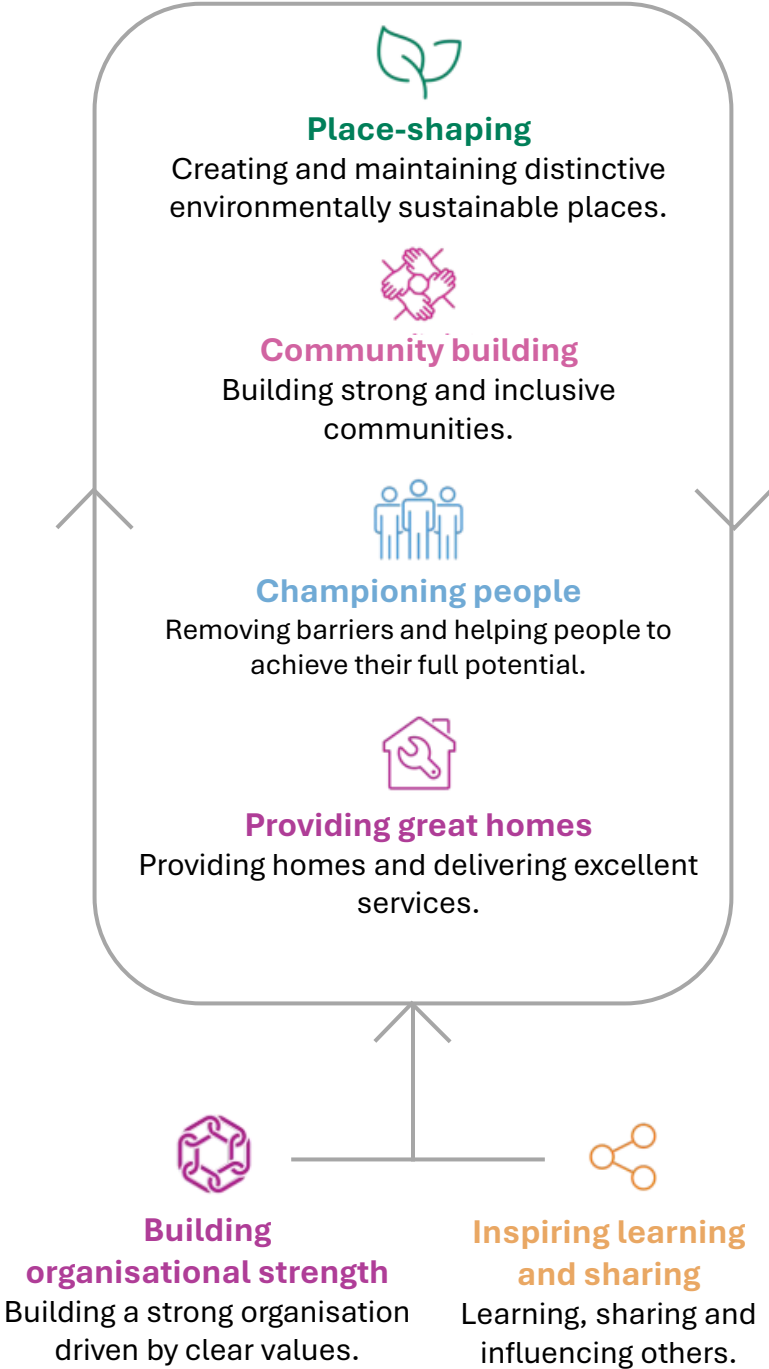 Place-shaping
Creating and maintaining distinctive
environmentally sustainable places.
Community building
Building strong and inclusive
communities.
Championing people
Removing barriers and helping people to
achieve their full potential.
Providing great homes
Providing homes and delivering excellent
services.
Building
organisational strength
Building a strong organisation
driven by clear values.
Inspiring learning
and sharing
Learning, sharing and
influencing others.